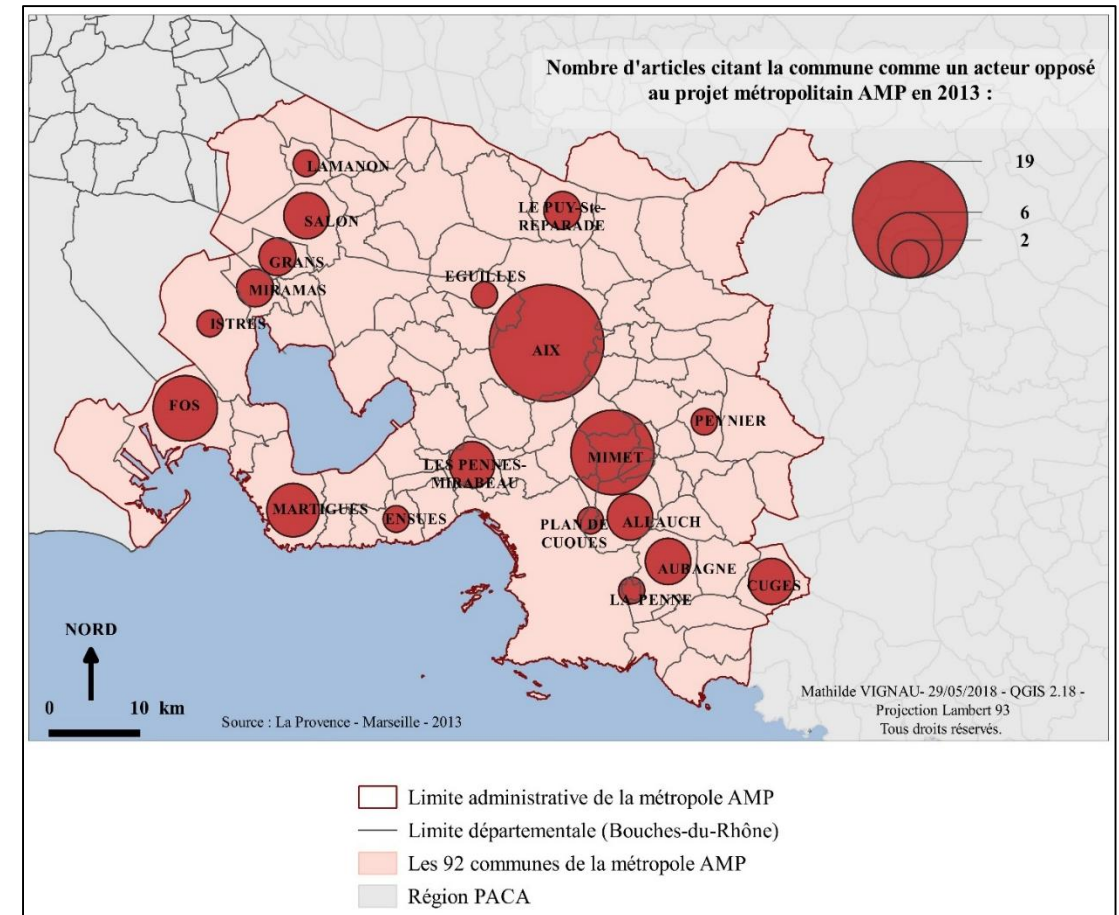 Nombre d'articles citant la commune comme un acteur opposé
au projet métropolitain AMP en 2013 :
19
6
2
LAMANON
SALON
LE PUY-Ste-
REPARADE
GRANS
EGUILLES
MIRAMAS
ISTRES
AIX
FOS
PEYNIER
MIMET
LES PENNES-
MIRABEAU
MARTIGUES
ENSUES
PLAN DE
CUOUES
ALLAUCH
AUBAGNE
CUGES
LA PENNE
NORD
0 10 km
Source : La Provence - Marseille - 2013
Mathilde VIGNAU- 29/05/2018 - QGIS 2.18 -
Projection Lambert 93
Tous droits réservés.
Limite administrative de la métropole AMP
Limite départementale (Bouches-du-Rhône)
Les 92 communes de la métropole AMP
Région PACA